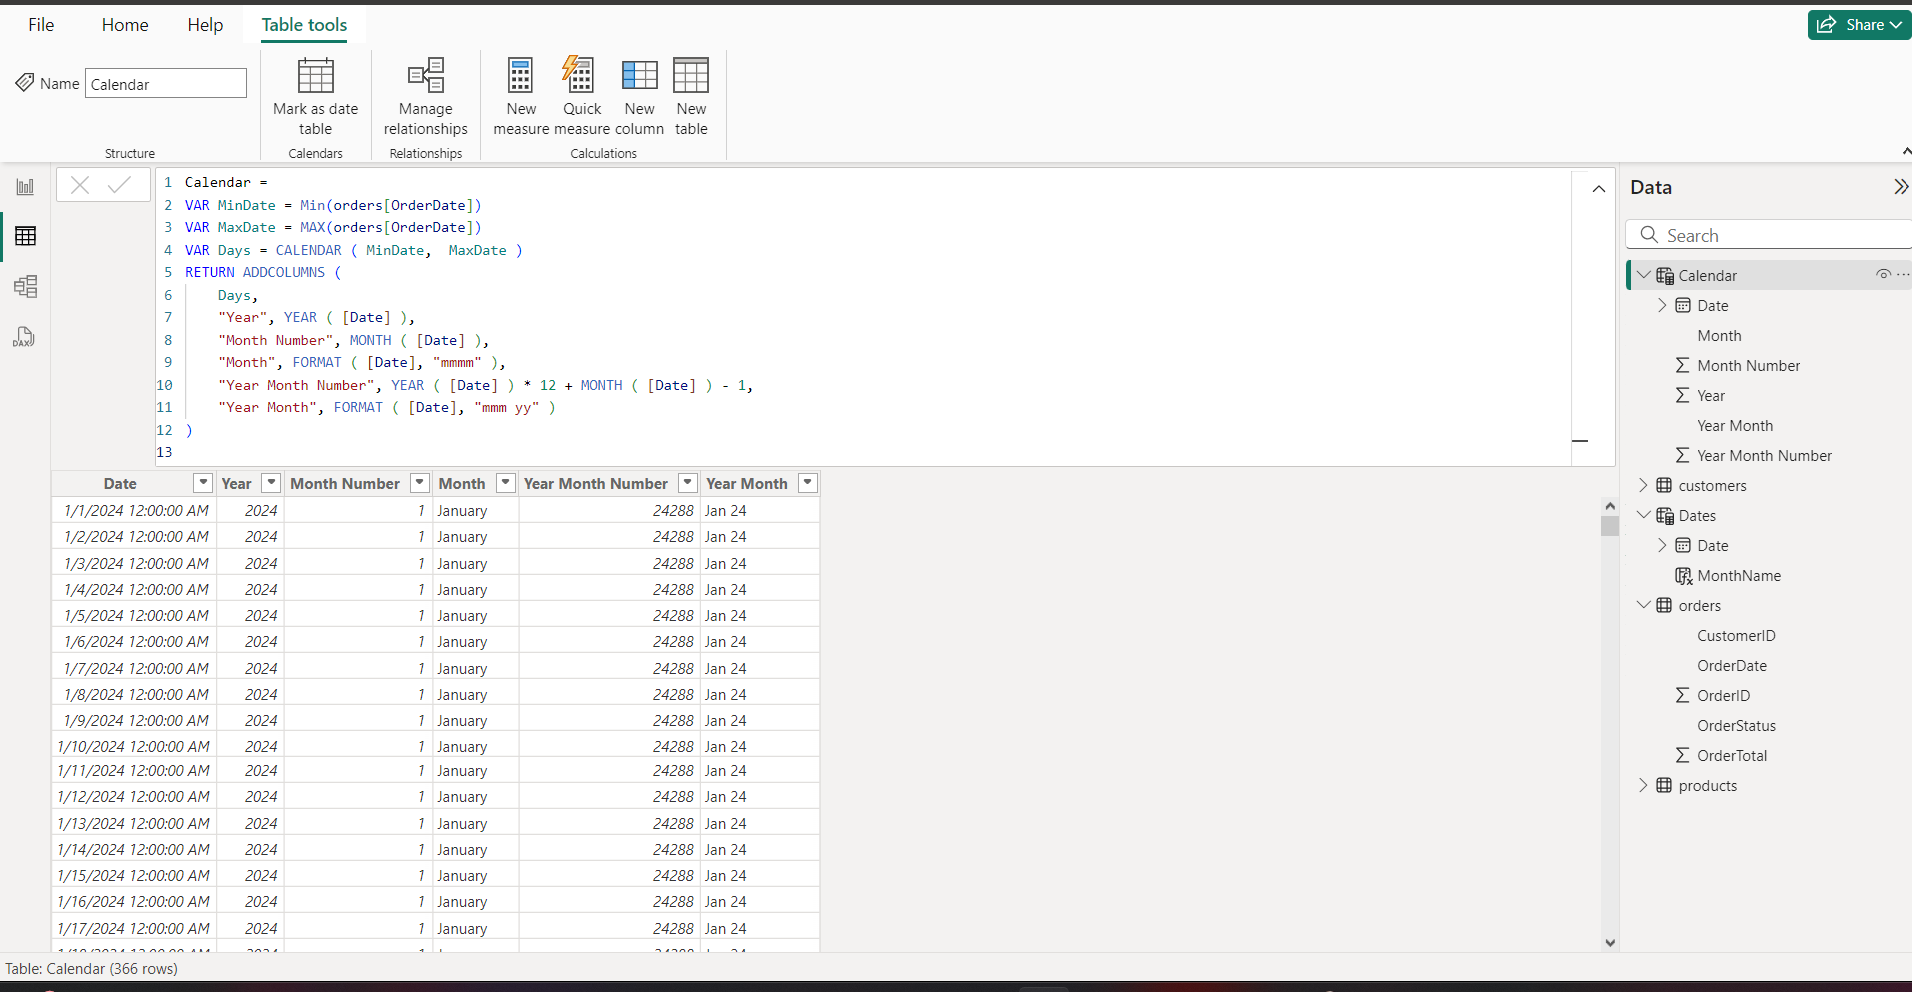 File Home Help Table tools Share
Name Calendar
Mark as date table
Manage relationships
New measure
Quick measure
New column
New table
Structure Calendars Relationships Calculations
1 Calendar =
2 VAR MinDate = Min(orders[OrderDate])
3 VAR MaxDate = MAX(orders[OrderDate])
4 VAR Days = CALENDAR ( MinDate,  MaxDate )
5 RETURN ADDCOLUMNS (
6 Days,
7 "Year", YEAR ( [Date] ),
8 "Month Number", MONTH ( [Date] ),
9 "Month", FORMAT ( [Date], "mmmm" ),
10 "Year Month Number", YEAR ( [Date] ) * 12 + MONTH ( [Date] ) - 1,
11 "Year Month", FORMAT ( [Date], "mmm yy" )
12 )
13
Date Year Month Number Month Year Month Number Year Month
1/1/2024 12:00:00 AM 2024 1 January 24288 Jan 24
1/2/2024 12:00:00 AM 2024 1 January 24288 Jan 24
1/3/2024 12:00:00 AM 2024 1 January 24288 Jan 24
1/4/2024 12:00:00 AM 2024 1 January 24288 Jan 24
1/5/2024 12:00:00 AM 2024 1 January 24288 Jan 24
1/6/2024 12:00:00 AM 2024 1 January 24288 Jan 24
1/7/2024 12:00:00 AM 2024 1 January 24288 Jan 24
1/8/2024 12:00:00 AM 2024 1 January 24288 Jan 24
1/9/2024 12:00:00 AM 2024 1 January 24288 Jan 24
1/10/2024 12:00:00 AM 2024 1 January 24288 Jan 24
1/11/2024 12:00:00 AM 2024 1 January 24288 Jan 24
1/12/2024 12:00:00 AM 2024 1 January 24288 Jan 24
1/13/2024 12:00:00 AM 2024 1 January 24288 Jan 24
1/14/2024 12:00:00 AM 2024 1 January 24288 Jan 24
1/15/2024 12:00:00 AM 2024 1 January 24288 Jan 24
1/16/2024 12:00:00 AM 2024 1 January 24288 Jan 24
1/17/2024 12:00:00 AM 2024 1 January 24288 Jan 24
Table: Calendar (366 rows)
Data
Search
Calendar
Date
Month
Month Number
Year
Year Month
Year Month Number
customers
Dates
Date
MonthName
orders
CustomerID
OrderDate
OrderID
OrderStatus
OrderTotal
products
DAX